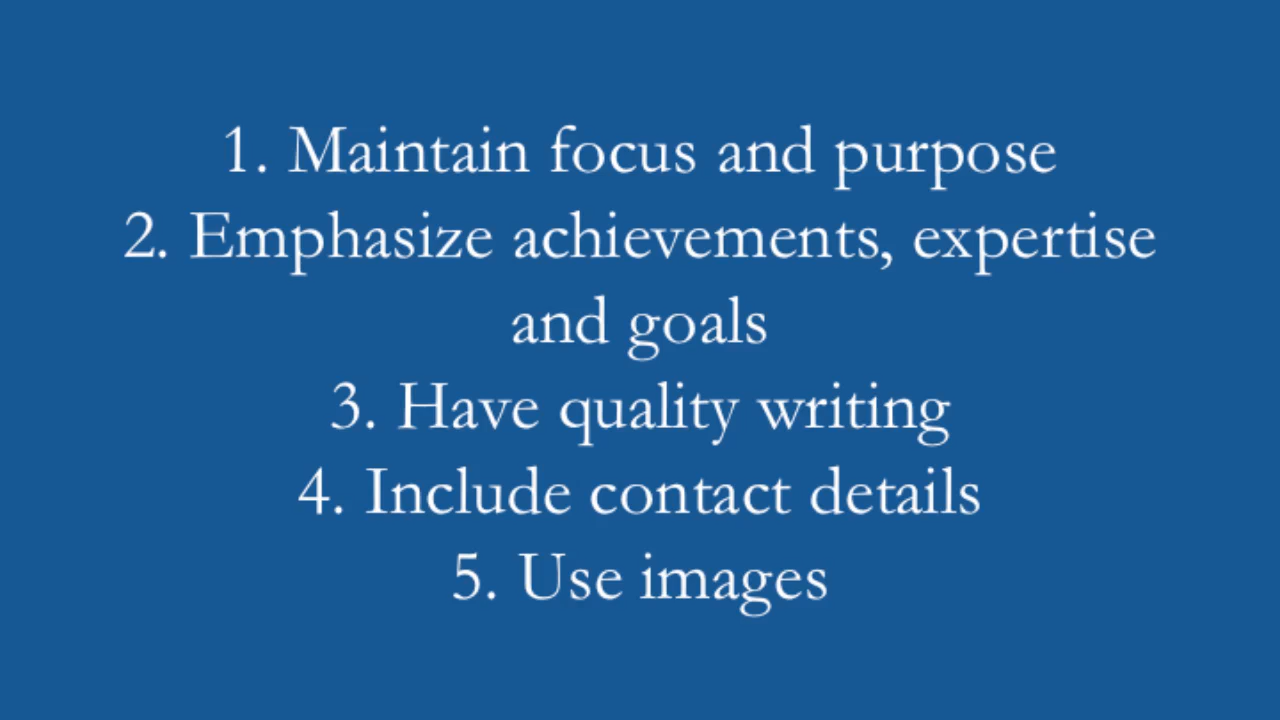 1. Maintain focus and purpose
2. Emphasize achievements, expertise
and goals
3. Have quality writing
4. Include contact details
5. Use images